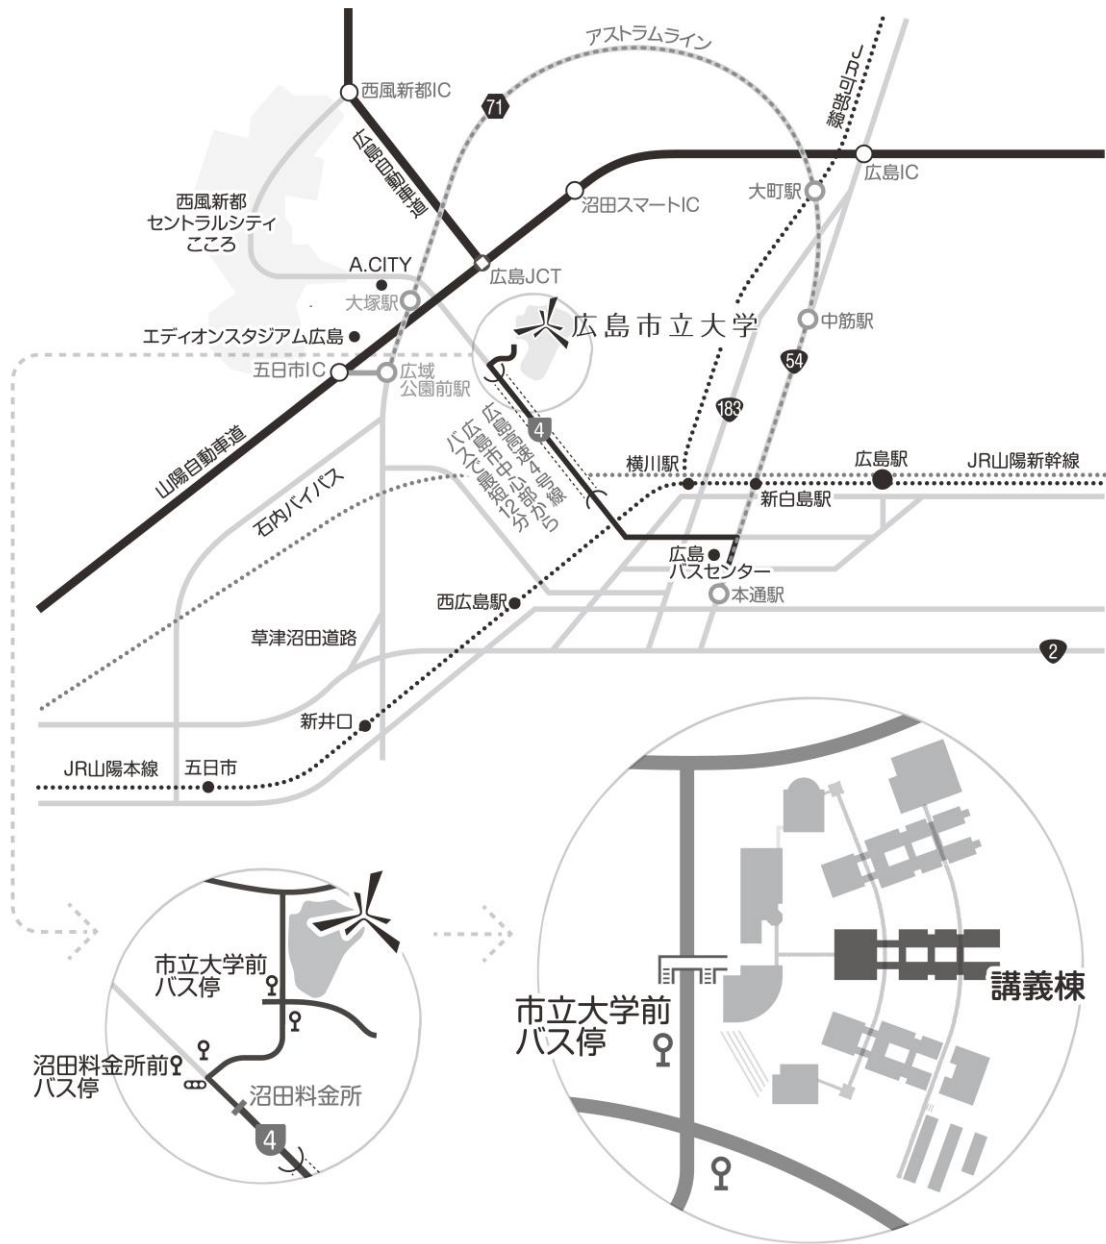 アストラムライン
JR可部線
西風新都IC
71
広島自動車道
広島IC
大町駅
沼田スマートIC
西風新都
セントラルシティ
こころ
A.CITY
広島JCT
大塚駅
広島市立大学
中筋駅
エディオンスタジアム広島
五日市IC
広域
公園前駅
54
183
4
広島高速4号線
広島市中心部から
バスで最短12分
山陽自動車道
石内バイパス
横川駅
広島駅
JR山陽新幹線
新白島駅
広島
バスセンター
本通駅
西広島駅
草津沼田道路
2
新井口
JR山陽本線
五日市
市立大学前
バス停
沼田料金所前
バス停
沼田料金所
4
市立大学前
バス停
講義棟